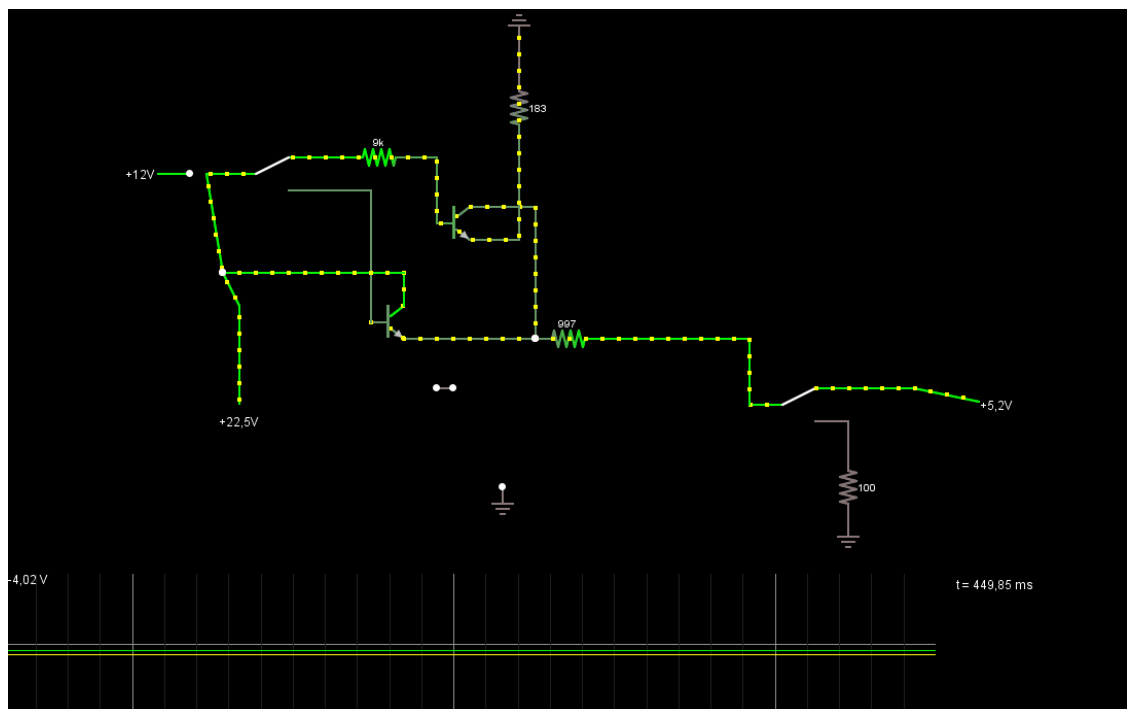 183
9k
+12V
997
+5,2V
+22,5V
100
-4,02 V
t = 449,85 ms